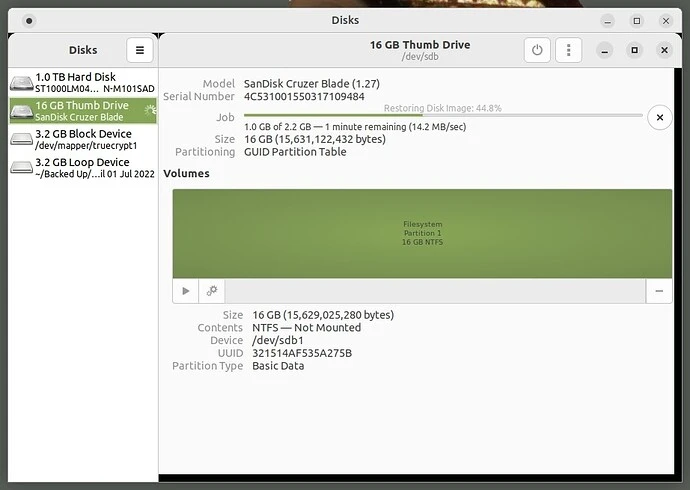 Disks
Disks
16 GB Thumb Drive
/dev/sdb
1.0 TB Hard Disk
ST1000LM04… N-M101SAD
16 GB Thumb Drive
SanDisk Cruzer Blade
3.2 GB Block Device
/dev/mapper/truecrypt1
3.2 GB Loop Device
~/Backed Up/…il 01 Jul 2022
Model SanDisk Cruzer Blade (1.27)
Serial Number 4C531001550317109484
Restoring Disk Image: 44.8%
Job
1.0 GB of 2.2 GB — 1 minute remaining (14.2 MB/sec)
Size 16 GB (15,631,122,432 bytes)
Partitioning GUID Partition Table
Volumes
Filesystem
Partition 1
16 GB NTFS
Size 16 GB (15,629,025,280 bytes)
Contents NTFS — Not Mounted
Device /dev/sdb1
UUID 321514AF535A275B
Partition Type Basic Data